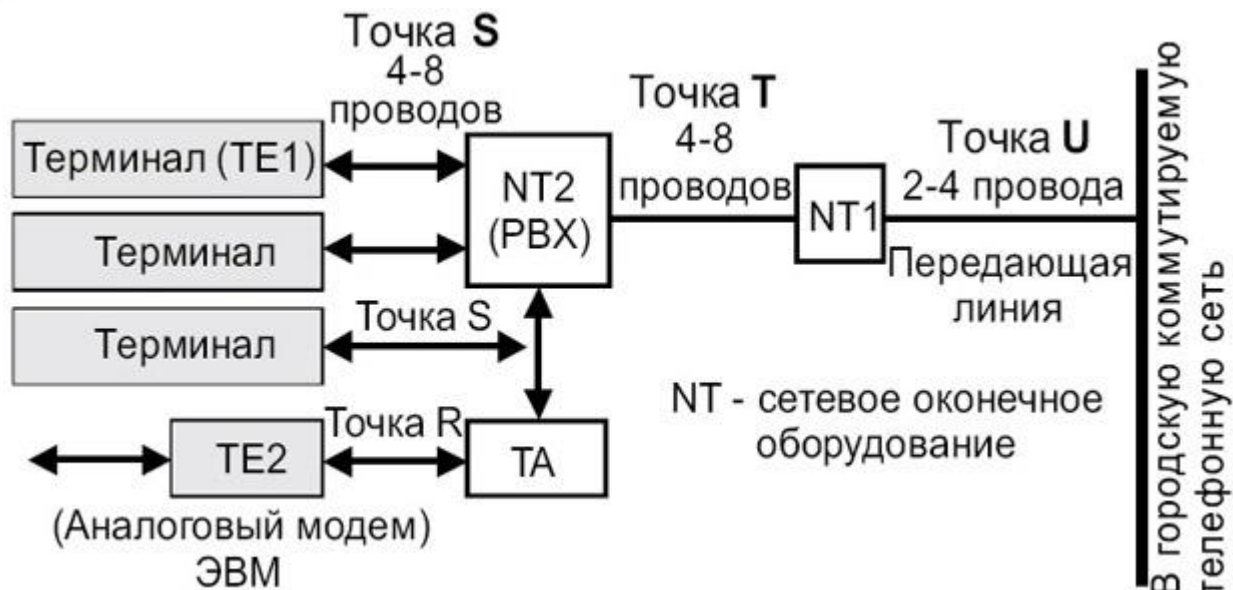 Точка S
4-8
проводов
Терминал (TE1)
Терминал
Терминал
Точка S
NT2
(PBX)
Точка T
4-8
проводов
NT1
Точка U
2-4 провода
Передающая
линия
NT - сетевое оконечное
оборудование
Точка R
TE2
TA
(Аналоговый модем)
ЭВМ
В городскую коммутируемую
телефонную сеть